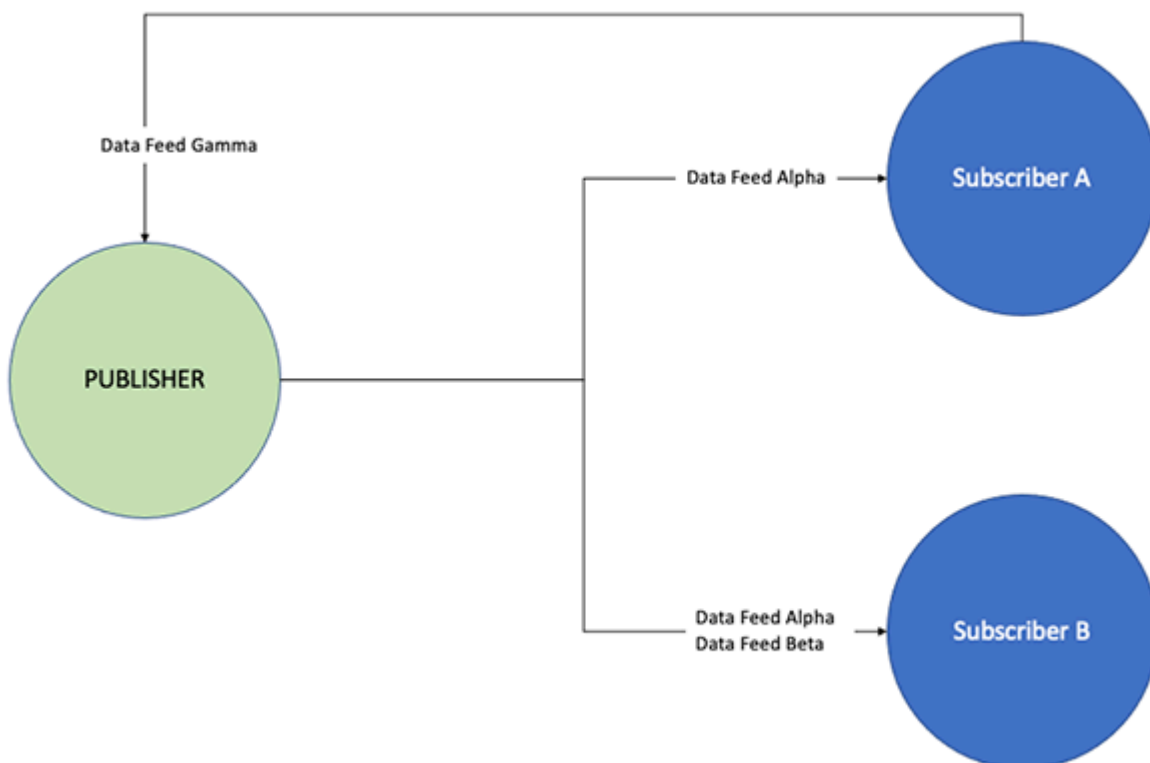 Data Feed Gamma
Data Feed Alpha
Subscriber A
PUBLISHER
Data Feed Alpha
Data Feed Beta
Subscriber B